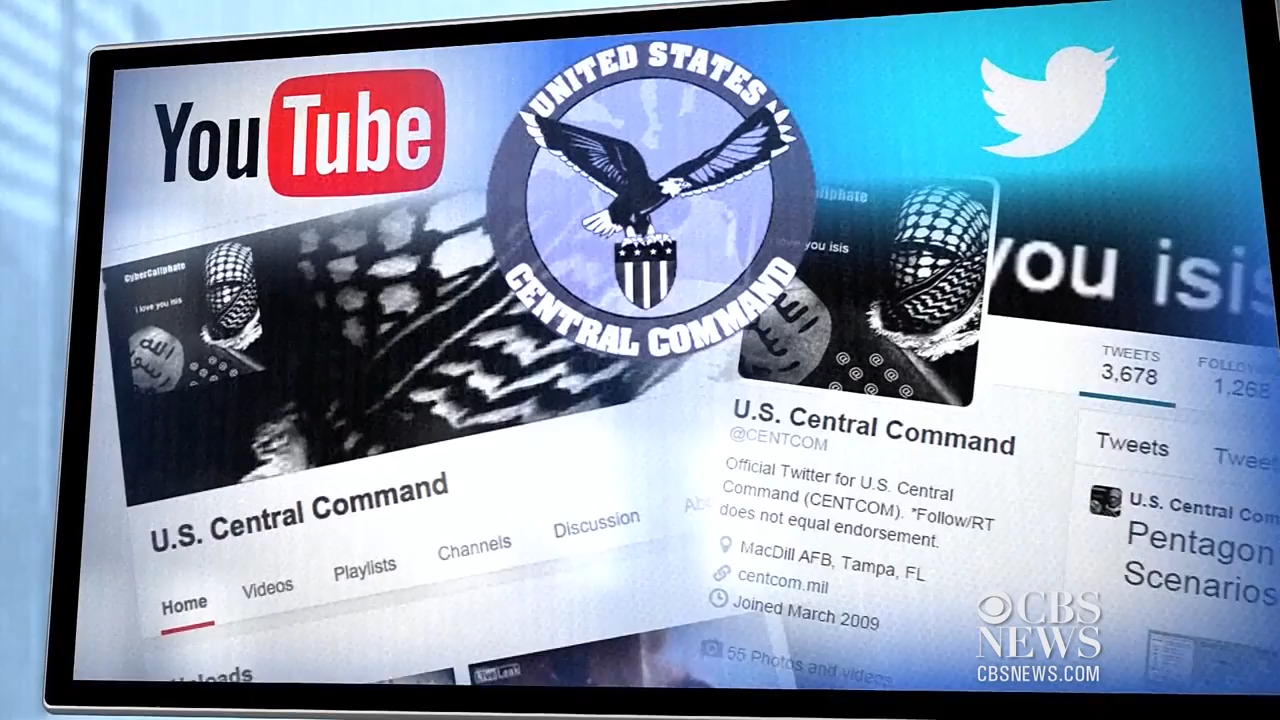 YouTube
UNITED STATES
CENTRAL COMMAND
CyberCaliphate
i love you isis
الله
رسول
U.S. Central Command
Home
Videos
Playlists
Channels
Discussion
you isis
you isis
TWEETS
3,678
1,268
U.S. Central Command
@CENTCOM
Official Twitter for U.S. Central
Command (CENTCOM). *Follow/RT
does not equal endorsement.
MacDill AFB, Tampa, FL
centcom.mil
Joined March 2009
55 Photos and videos
Tweets
U.S. Central Com
Pentagon
Scenarios
CBS
NEWS
CBSNEWS.COM